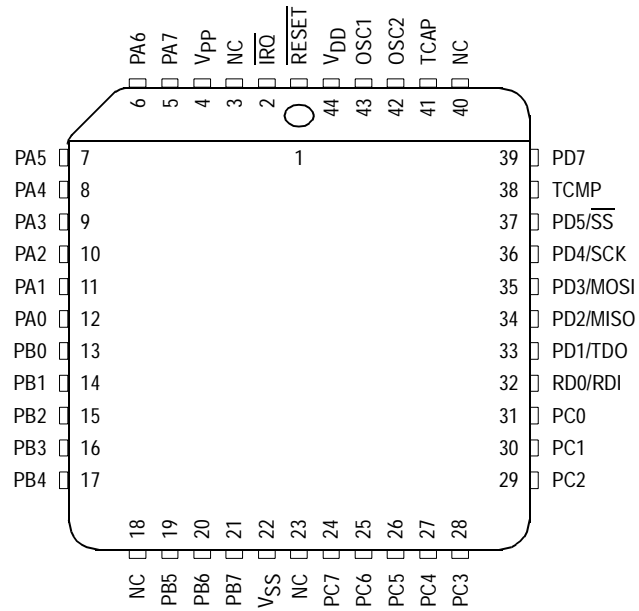 PA6 PA7 VPP NC IRQ RESET VDD OSC1 OSC2 TCAP NC
6 5 4 3 2 44 43 42 41 40
PA5 7 1 39 PD7
PA4 8 38 TCMP
PA3 9 37 PD5/SS
PA2 10 36 PD4/SCK
PA1 11 35 PD3/MOSI
PA0 12 34 PD2/MISO
PB0 13 33 PD1/TDO
PB1 14 32 RD0/RDI
PB2 15 31 PC0
PB3 16 30 PC1
PB4 17 29 PC2
18 19 20 21 22 23 24 25 26 27 28
NC PB5 PB6 PB7 VSS NC PC7 PC6 PC5 PC4 PC3